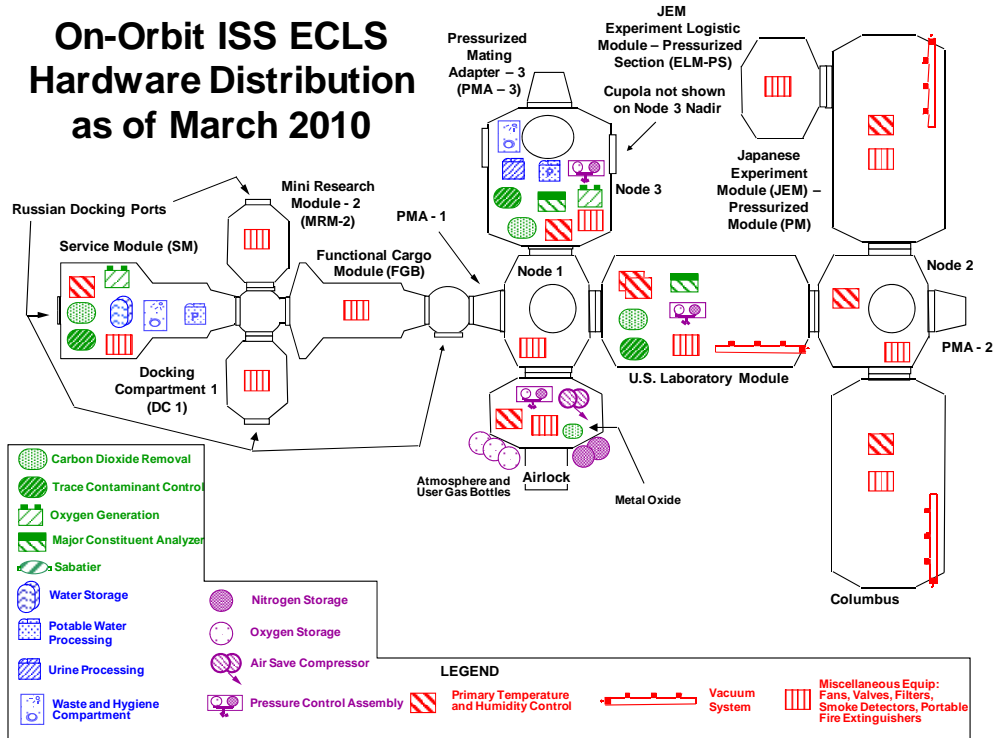 On-Orbit ISS ECLS
Hardware Distribution
as of March 2010
Pressurized
Mating
Adapter – 3
(PMA – 3)
JEM
Experiment Logistic
Module – Pressurized
Section (ELM-PS)
Cupola not shown
on Node 3 Nadir
Node 3
Japanese
Experiment
Module (JEM) –
Pressurized
Module (PM)
Russian Docking Ports
Mini Research
Module - 2
(MRM-2)
PMA - 1
Service Module (SM)
Functional Cargo
Module (FGB)
Node 1
Node 2
P
P
Docking
Compartment 1
(DC 1)
U.S. Laboratory Module
PMA - 2
Atmosphere and
User Gas Bottles
Airlock
Metal Oxide
Columbus
Carbon Dioxide Removal
Trace Contaminant Control
Oxygen Generation
Major Constituent Analyzer
Sabatier
Water Storage
P
Potable Water
Processing
Urine Processing
Waste and Hygiene
Compartment
Nitrogen Storage
Oxygen Storage
Air Save Compressor
Pressure Control Assembly
LEGEND
Primary Temperature
and Humidity Control
Vacuum
System
Miscellaneous Equip:
Fans, Valves, Filters,
Smoke Detectors, Portable
Fire Extinguishers